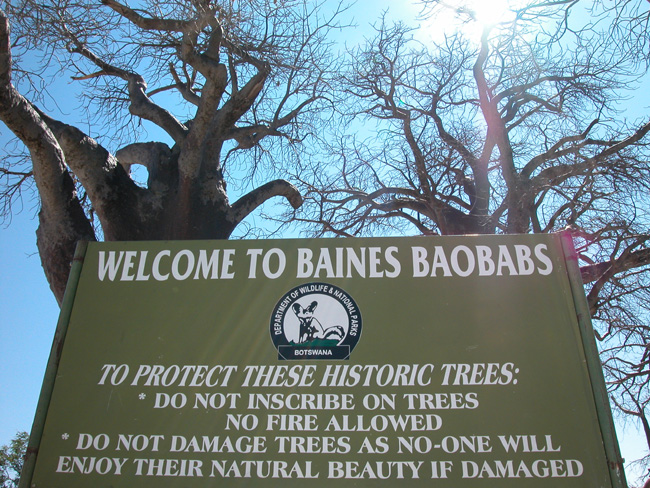 WELCOME TO BAINES BAOBABS
DEPARTMENT OF WILDLIFE & NATIONAL PARKS
BOTSWANA
TO PROTECT THESE HISTORIC TREES:
* DO NOT INSCRIBE ON TREES
NO FIRE ALLOWED
* DO NOT DAMAGE TREES AS NO-ONE WILL
ENJOY THEIR NATURAL BEAUTY IF DAMAGED